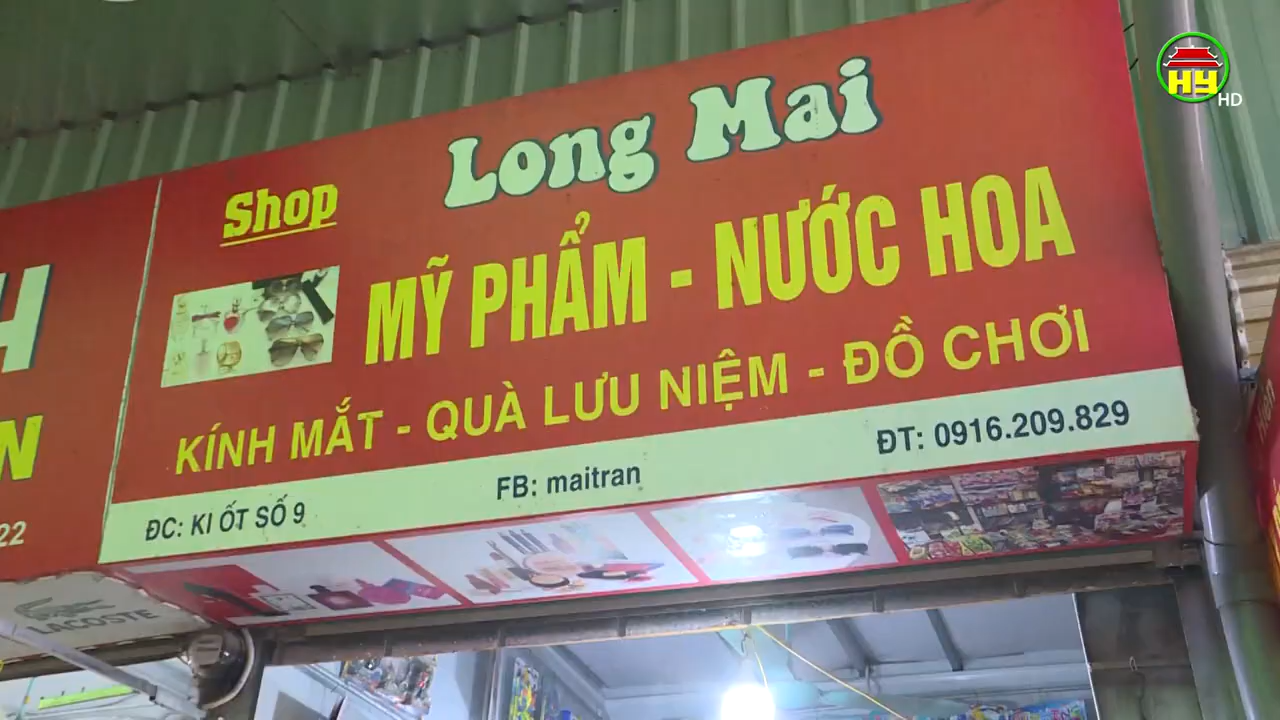 HY
HD
Shop
Long Mai
MỸ PHẨM - NƯỚC HOA
KÍNH MẮT - QUÀ LƯU NIỆM - ĐỒ CHƠI
ĐC: KI ỐT SỐ 9
FB: maitran
ĐT: 0916.209.829
H
N
22
LACOSTE